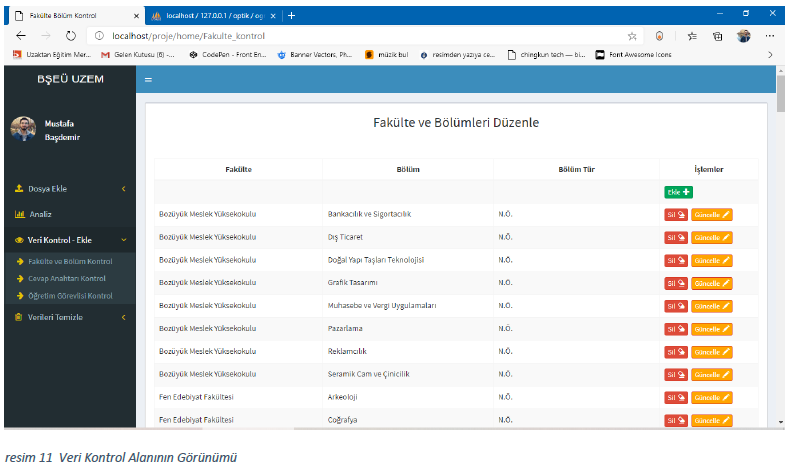 Fakülte Bölüm Kontrol
localhost / 127.0.0.1 / optik / ogr
localhost/proje/home/Fakulte_kontrol
Uzaktan Eğitim Mer...
Gelen Kutusu (6) -...
CodePen - Front En...
Banner Vectors, Ph...
müzik bul
resimden yazıya ce...
chingkun tech — bi...
Font Awesome Icons
BŞEÜ UZEM
Mustafa
Başdemir
Dosya Ekle
Analiz
Veri Kontrol - Ekle
Fakülte ve Bölüm Kontrol
Cevap Anahtarı Kontrol
Öğretim Görevlisi Kontrol
Verileri Temizle
Fakülte ve Bölümleri Düzenle
Fakülte Bölüm Bölüm Tür İşlemler
Ekle
Bozüyük Meslek Yüksekokulu Bankacılık ve Sigortacılık N.Ö. Sil Güncelle
Bozüyük Meslek Yüksekokulu Dış Ticaret N.Ö. Sil Güncelle
Bozüyük Meslek Yüksekokulu Doğal Yapı Taşları Teknolojisi N.Ö. Sil Güncelle
Bozüyük Meslek Yüksekokulu Grafik Tasarımı N.Ö. Sil Güncelle
Bozüyük Meslek Yüksekokulu Muhasebe ve Vergi Uygulamaları N.Ö. Sil Güncelle
Bozüyük Meslek Yüksekokulu Pazarlama N.Ö. Sil Güncelle
Bozüyük Meslek Yüksekokulu Reklamcılık N.Ö. Sil Güncelle
Bozüyük Meslek Yüksekokulu Seramik Cam ve Çinicilik N.Ö. Sil Güncelle
Fen Edebiyat Fakültesi Arkeoloji N.Ö. Sil Güncelle
Fen Edebiyat Fakültesi Coğrafya N.Ö. Sil Güncelle
resim 11 Veri Kontrol Alanının Görünümü